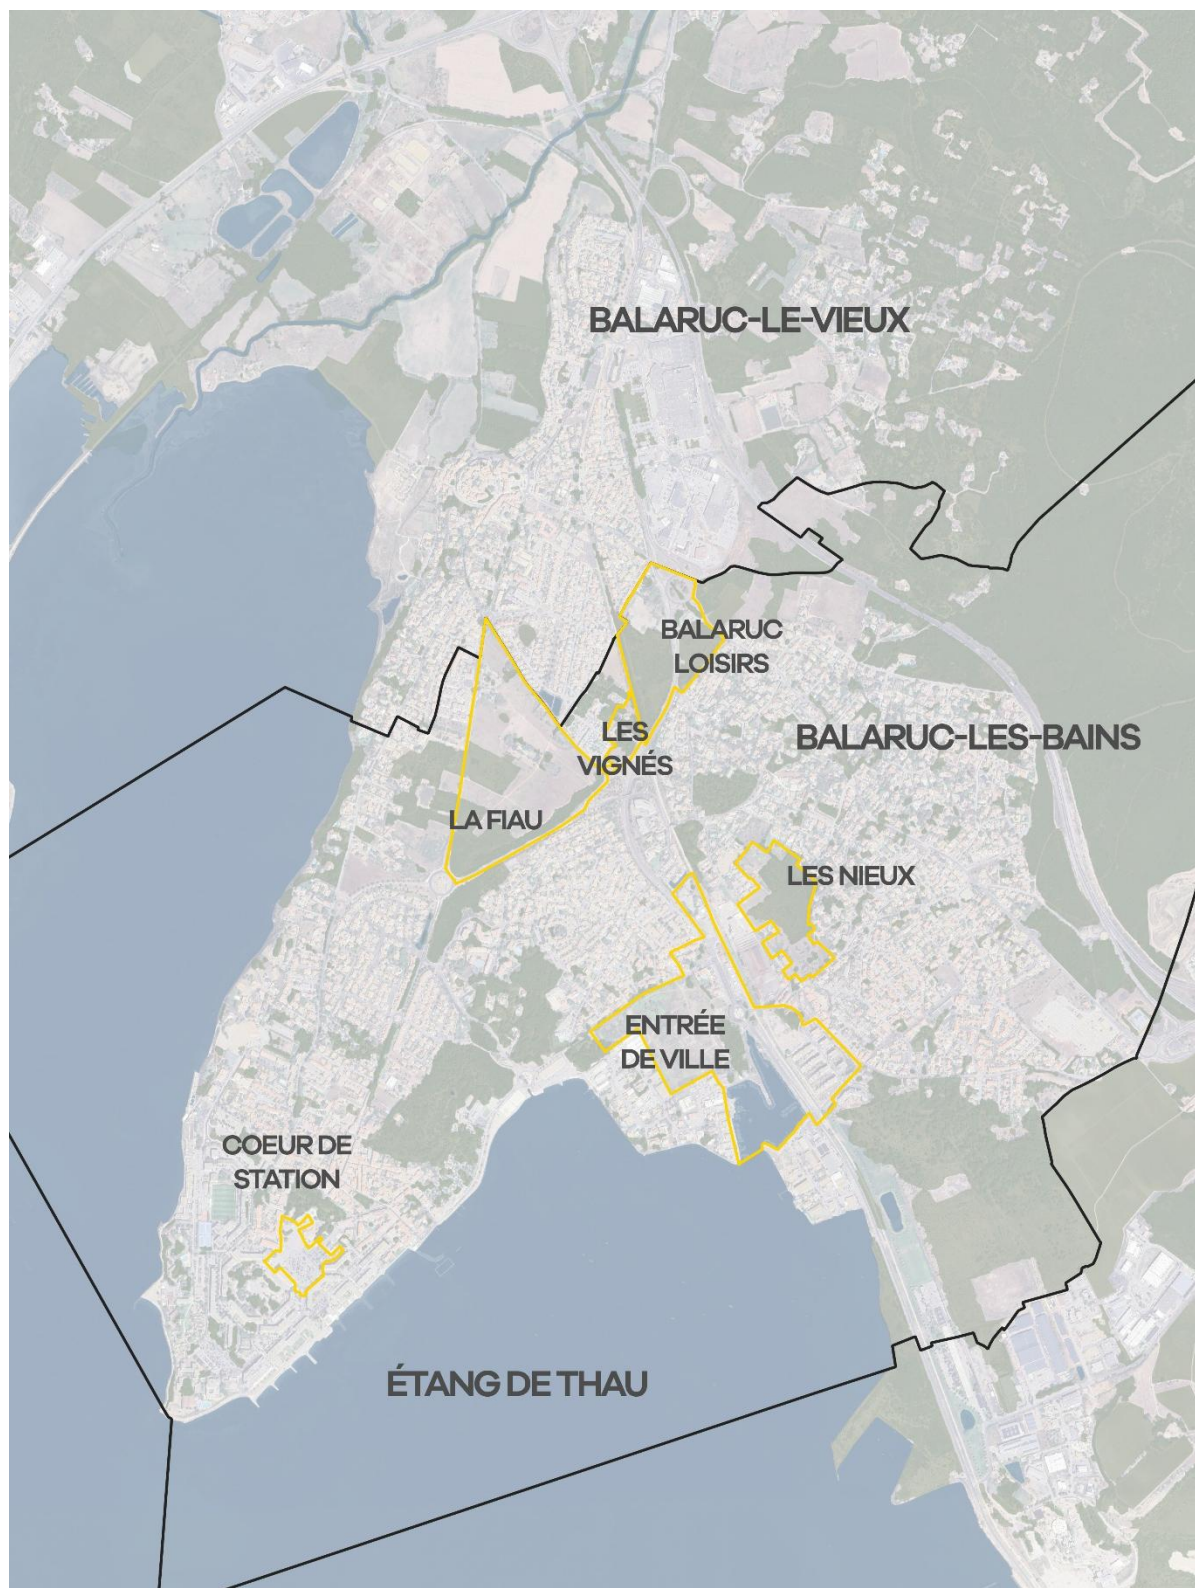 BALARUC-LE-VIEUX
BALARUC
LOISIRS
LES
VIGNÉS
BALARUC-LES-BAINS
LA FIAU
LES NIEUX
ENTRÉE
DE VILLE
COEUR DE
STATION
ÉTANG DE THAU